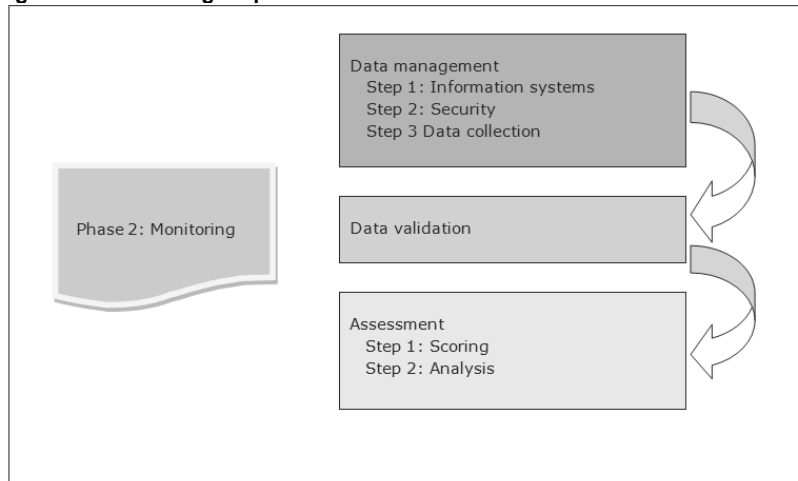 Phase 2: Monitoring
Data management
Step 1: Information systems
Step 2: Security
Step 3 Data collection
Data validation
Assessment
Step 1: Scoring
Step 2: Analysis